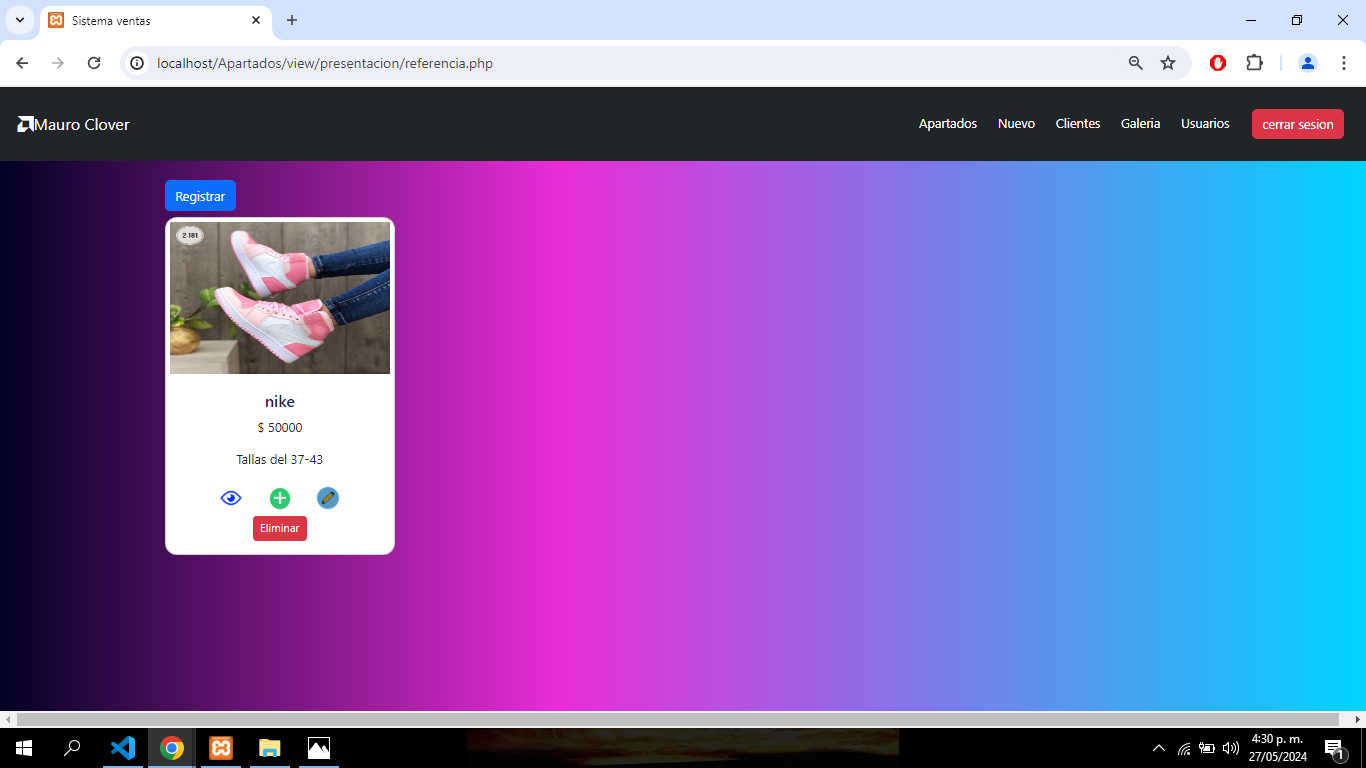 Sistema ventas
localhost/Apartados/view/presentacion/referencia.php
Mauro Clover
Apartados Nuevo Clientes Galeria Usuarios cerrar sesion
Registrar
2.181
nike
$ 50000
Tallas del 37-43
Eliminar
4:30 p. m.
27/05/2024
1